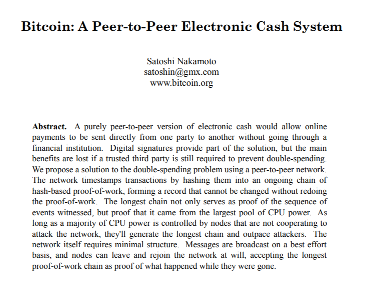 Bitcoin: A Peer-to-Peer Electronic Cash System
Satoshi Nakamoto
satoshin@gmx.com
www.bitcoin.org
Abstract. A purely peer-to-peer version of electronic cash would allow online
payments to be sent directly from one party to another without going through a
financial institution. Digital signatures provide part of the solution, but the main
benefits are lost if a trusted third party is still required to prevent double-spending.
We propose a solution to the double-spending problem using a peer-to-peer network.
The network timestamps transactions by hashing them into an ongoing chain of
hash-based proof-of-work, forming a record that cannot be changed without redoing
the proof-of-work. The longest chain not only serves as proof of the sequence of
events witnessed, but proof that it came from the largest pool of CPU power. As
long as a majority of CPU power is controlled by nodes that are not cooperating to
attack the network, they'll generate the longest chain and outpace attackers. The
network itself requires minimal structure. Messages are broadcast on a best effort
basis, and nodes can leave and rejoin the network at will, accepting the longest
proof-of-work chain as proof of what happened while they were gone.